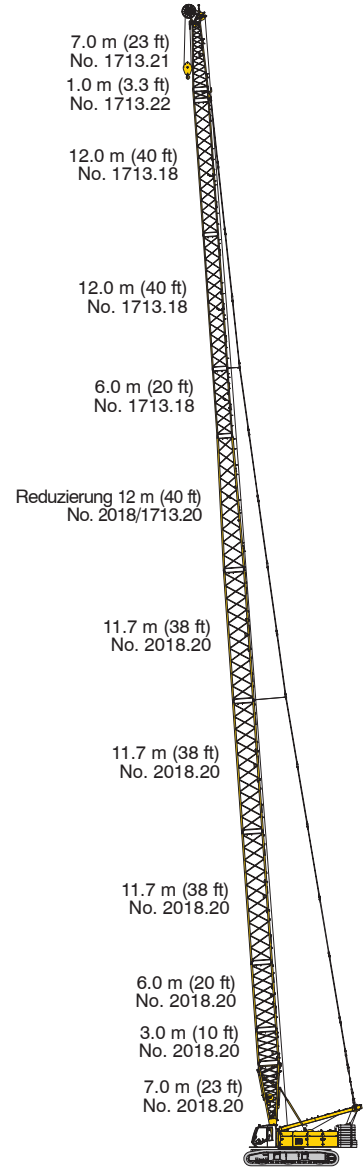 7.0 m (23 ft)
No. 1713.21
1.0 m (3.3 ft)
No. 1713.22
12.0 m (40 ft)
No. 1713.18
12.0 m (40 ft)
No. 1713.18
6.0 m (20 ft)
No. 1713.18
Reduzierung 12 m (40 ft)
No. 2018/1713.20
11.7 m (38 ft)
No. 2018.20
11.7 m (38 ft)
No. 2018.20
11.7 m (38 ft)
No. 2018.20
6.0 m (20 ft)
No. 2018.20
3.0 m (10 ft)
No. 2018.20
7.0 m (23 ft)
No. 2018.20